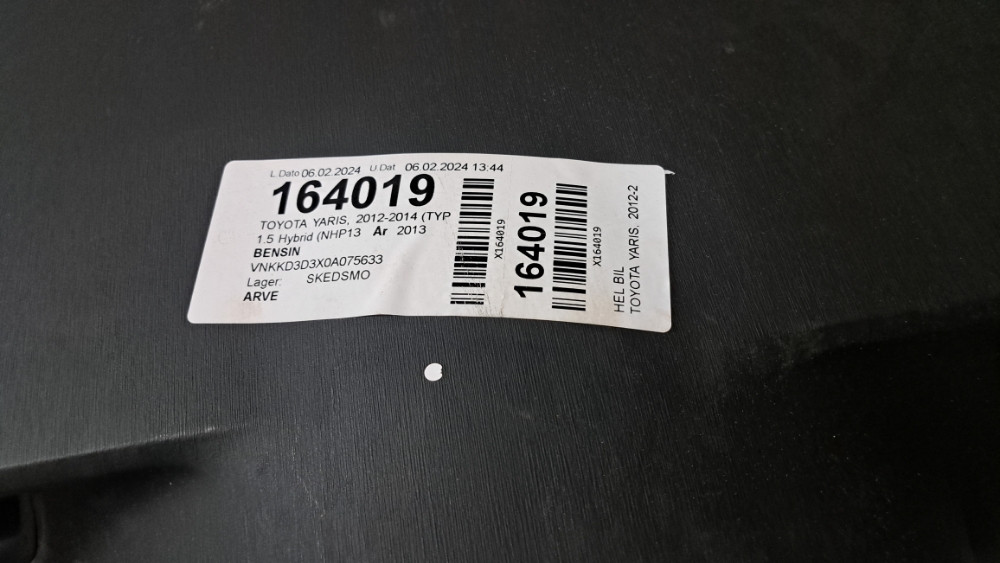 L Dato 06.02.2024 U Dat 06.02.2024 13:44
164019
TOYOTA YARIS, 2012-2014 (TYP
1.5 Hybrid (NHP13 År 2013
BENSIN
VNKKD3D3X0A075633
Lager: SKEDSMO
ARVE
X164019
164019
X164019
HEL BIL
TOYOTA YARIS, 2012-2